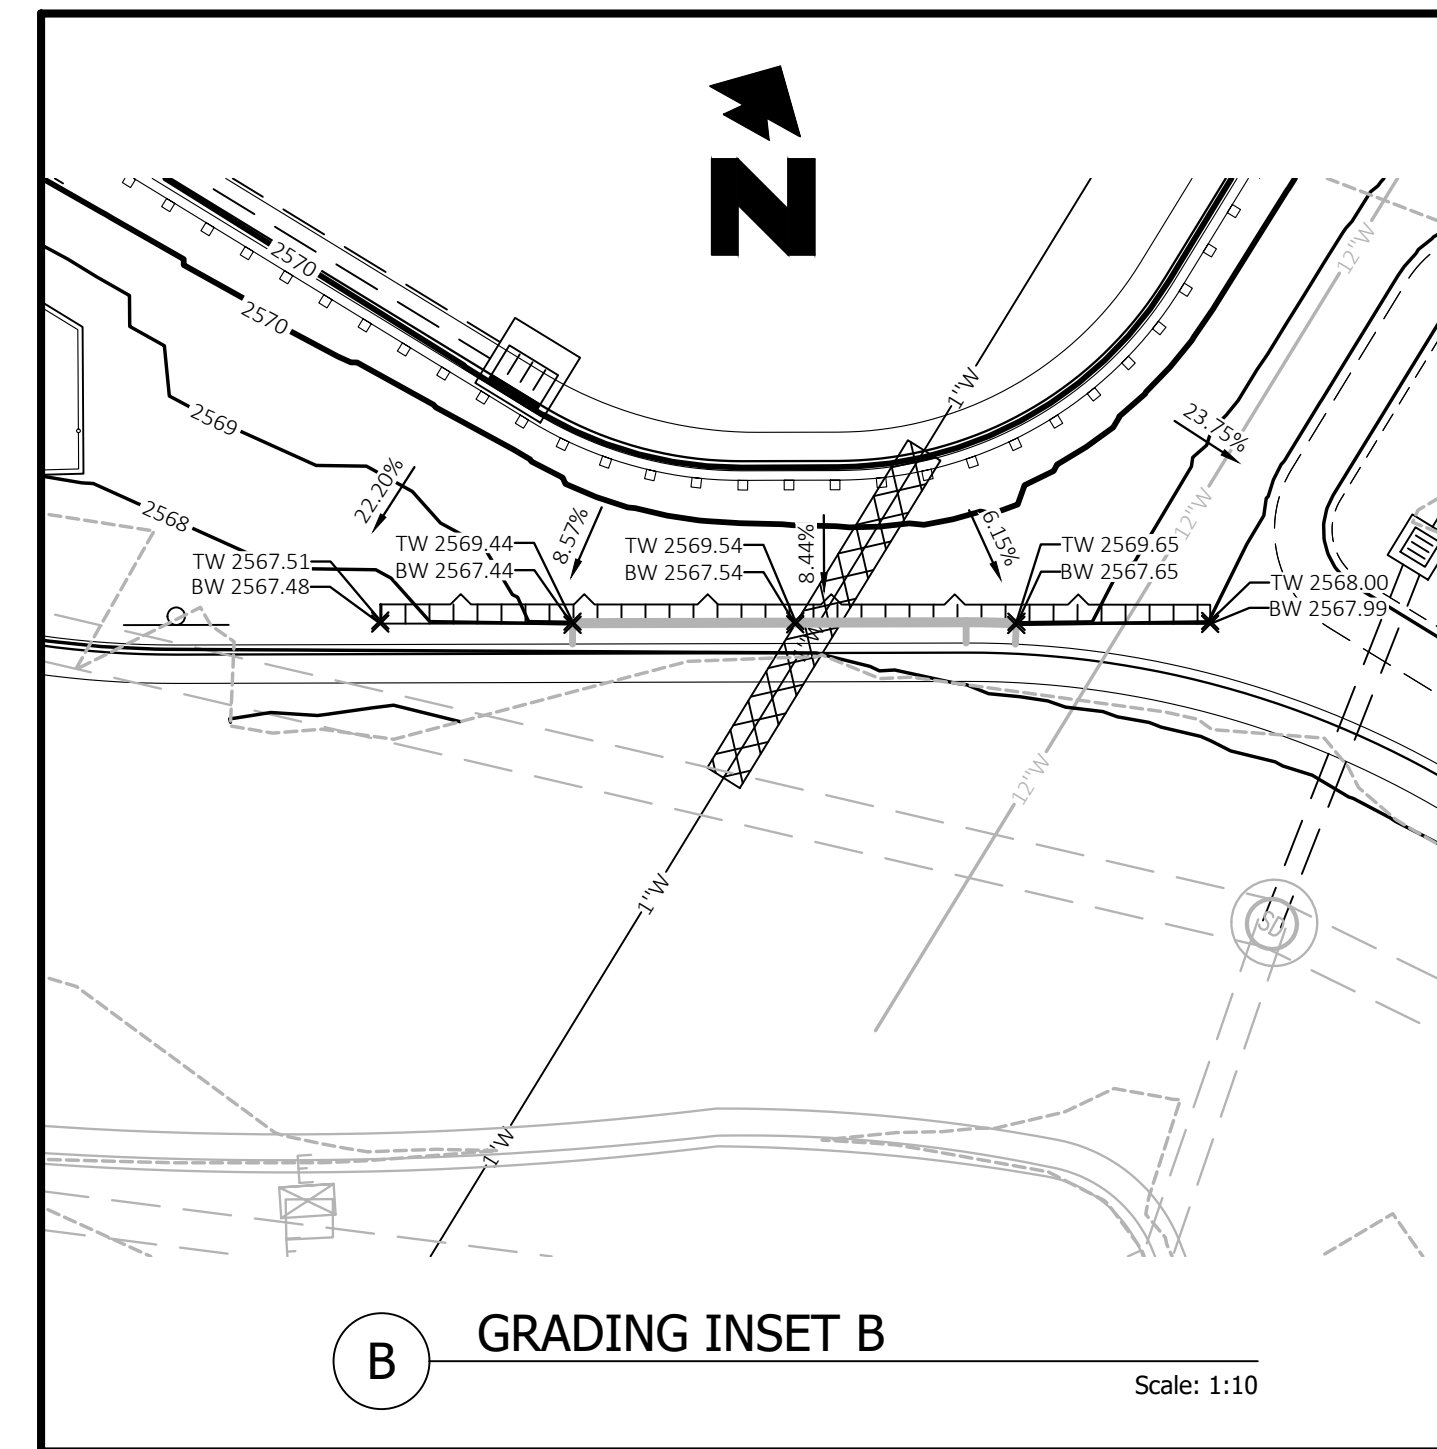 N
2570
2570
12"W
1"W
2569
23.75%
22.20%
2568
12"W
8.57%
8.44%
6.15%
TW 2567.51
BW 2567.48
TW 2569.44
BW 2567.44
TW 2569.54
BW 2567.54
TW 2569.65
BW 2567.65
TW 2568.00
BW 2567.99
1"W
12"W
1"W
SD
1"W
B
GRADING INSET B
Scale: 1:10